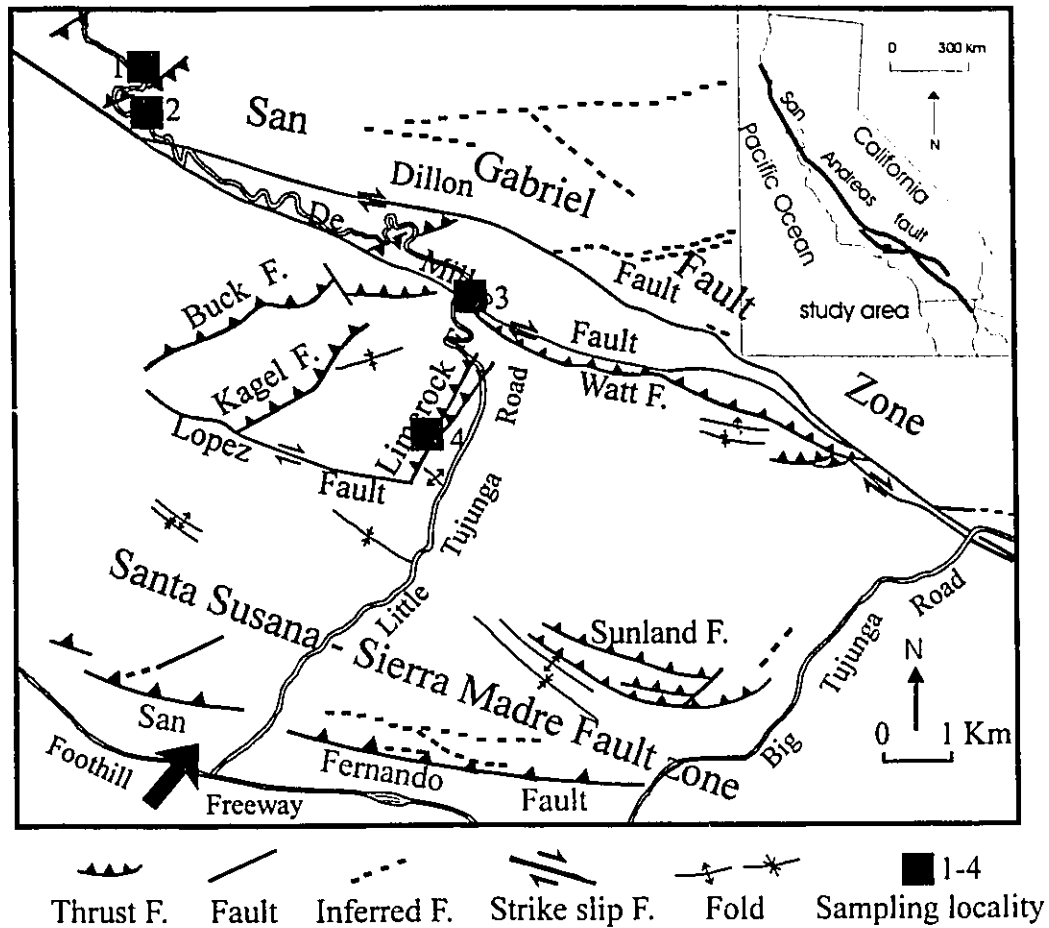 1
2
San
Gabriel
Fault
Zone
Dillon
Fault
De
Mill
3
Fault
Watt F.
Buck F.
Kagel F.
Lopez
Fault
Limerock F.
4
Road
Tujunga
Little
Santa Susana - Sierra Madre Fault zone
Sunland F.
Road
Tujunga
Big
San
Fernando
Fault
Foothill
Freeway
N
0 1 Km
0 300 Km
N
San
Andreas
fault
California
Pacific Ocean
study area
Thrust F. Fault Inferred F. Strike slip F. Fold Sampling locality
1-4